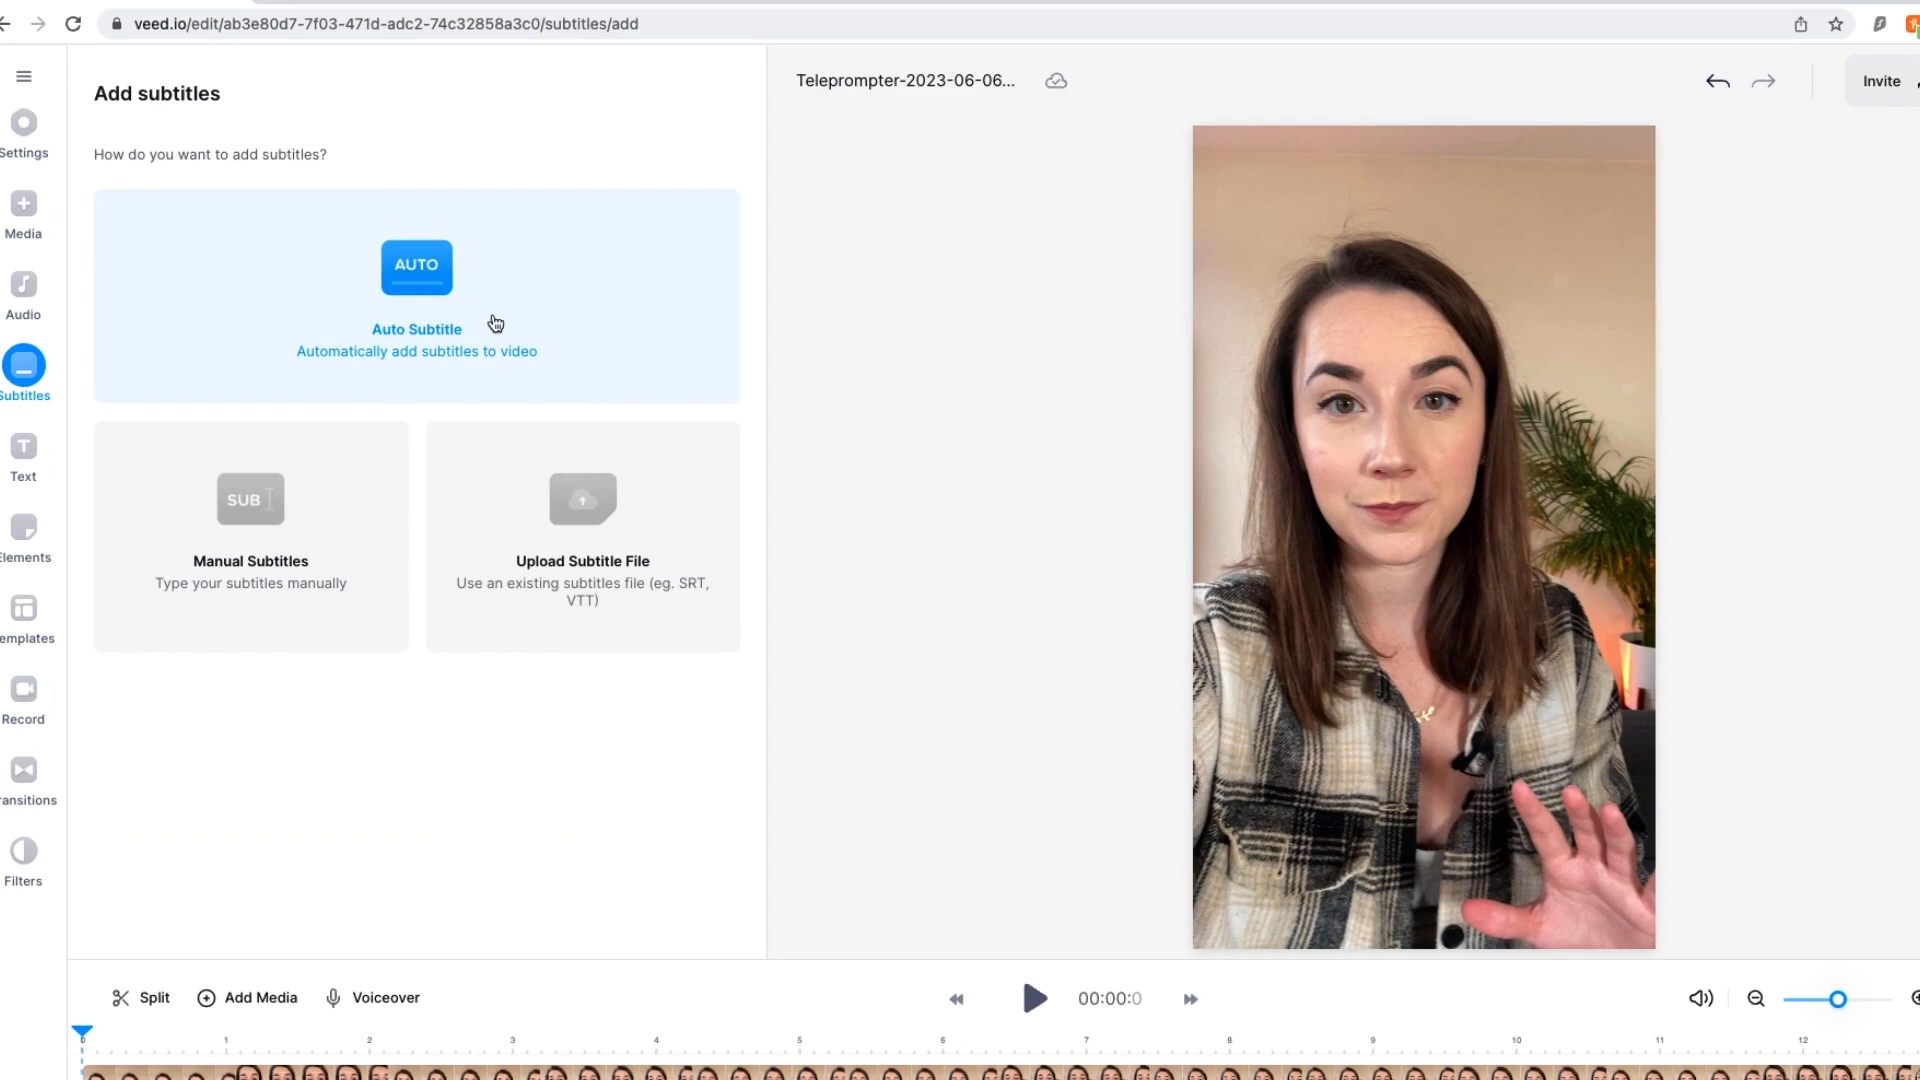 veed.io/edit/ab3e80d7-7f03-471d-adc2-74c32858a3c0/subtitles/add
Add subtitles
Teleprompter-2023-06-06...
Invite
How do you want to add subtitles?
Settings
Media
Audio
Subtitles
Text
Elements
emplates
Record
ransitions
Filters
AUTO
Auto Subtitle
Automatically add subtitles to video
SUB
Manual Subtitles
Type your subtitles manually
Upload Subtitle File
Use an existing subtitles file (eg. SRT,
VTT)
Split
Add Media
Voiceover
00:00:0
0 1 2 3 4 5 6 7 8 9 10 11 12